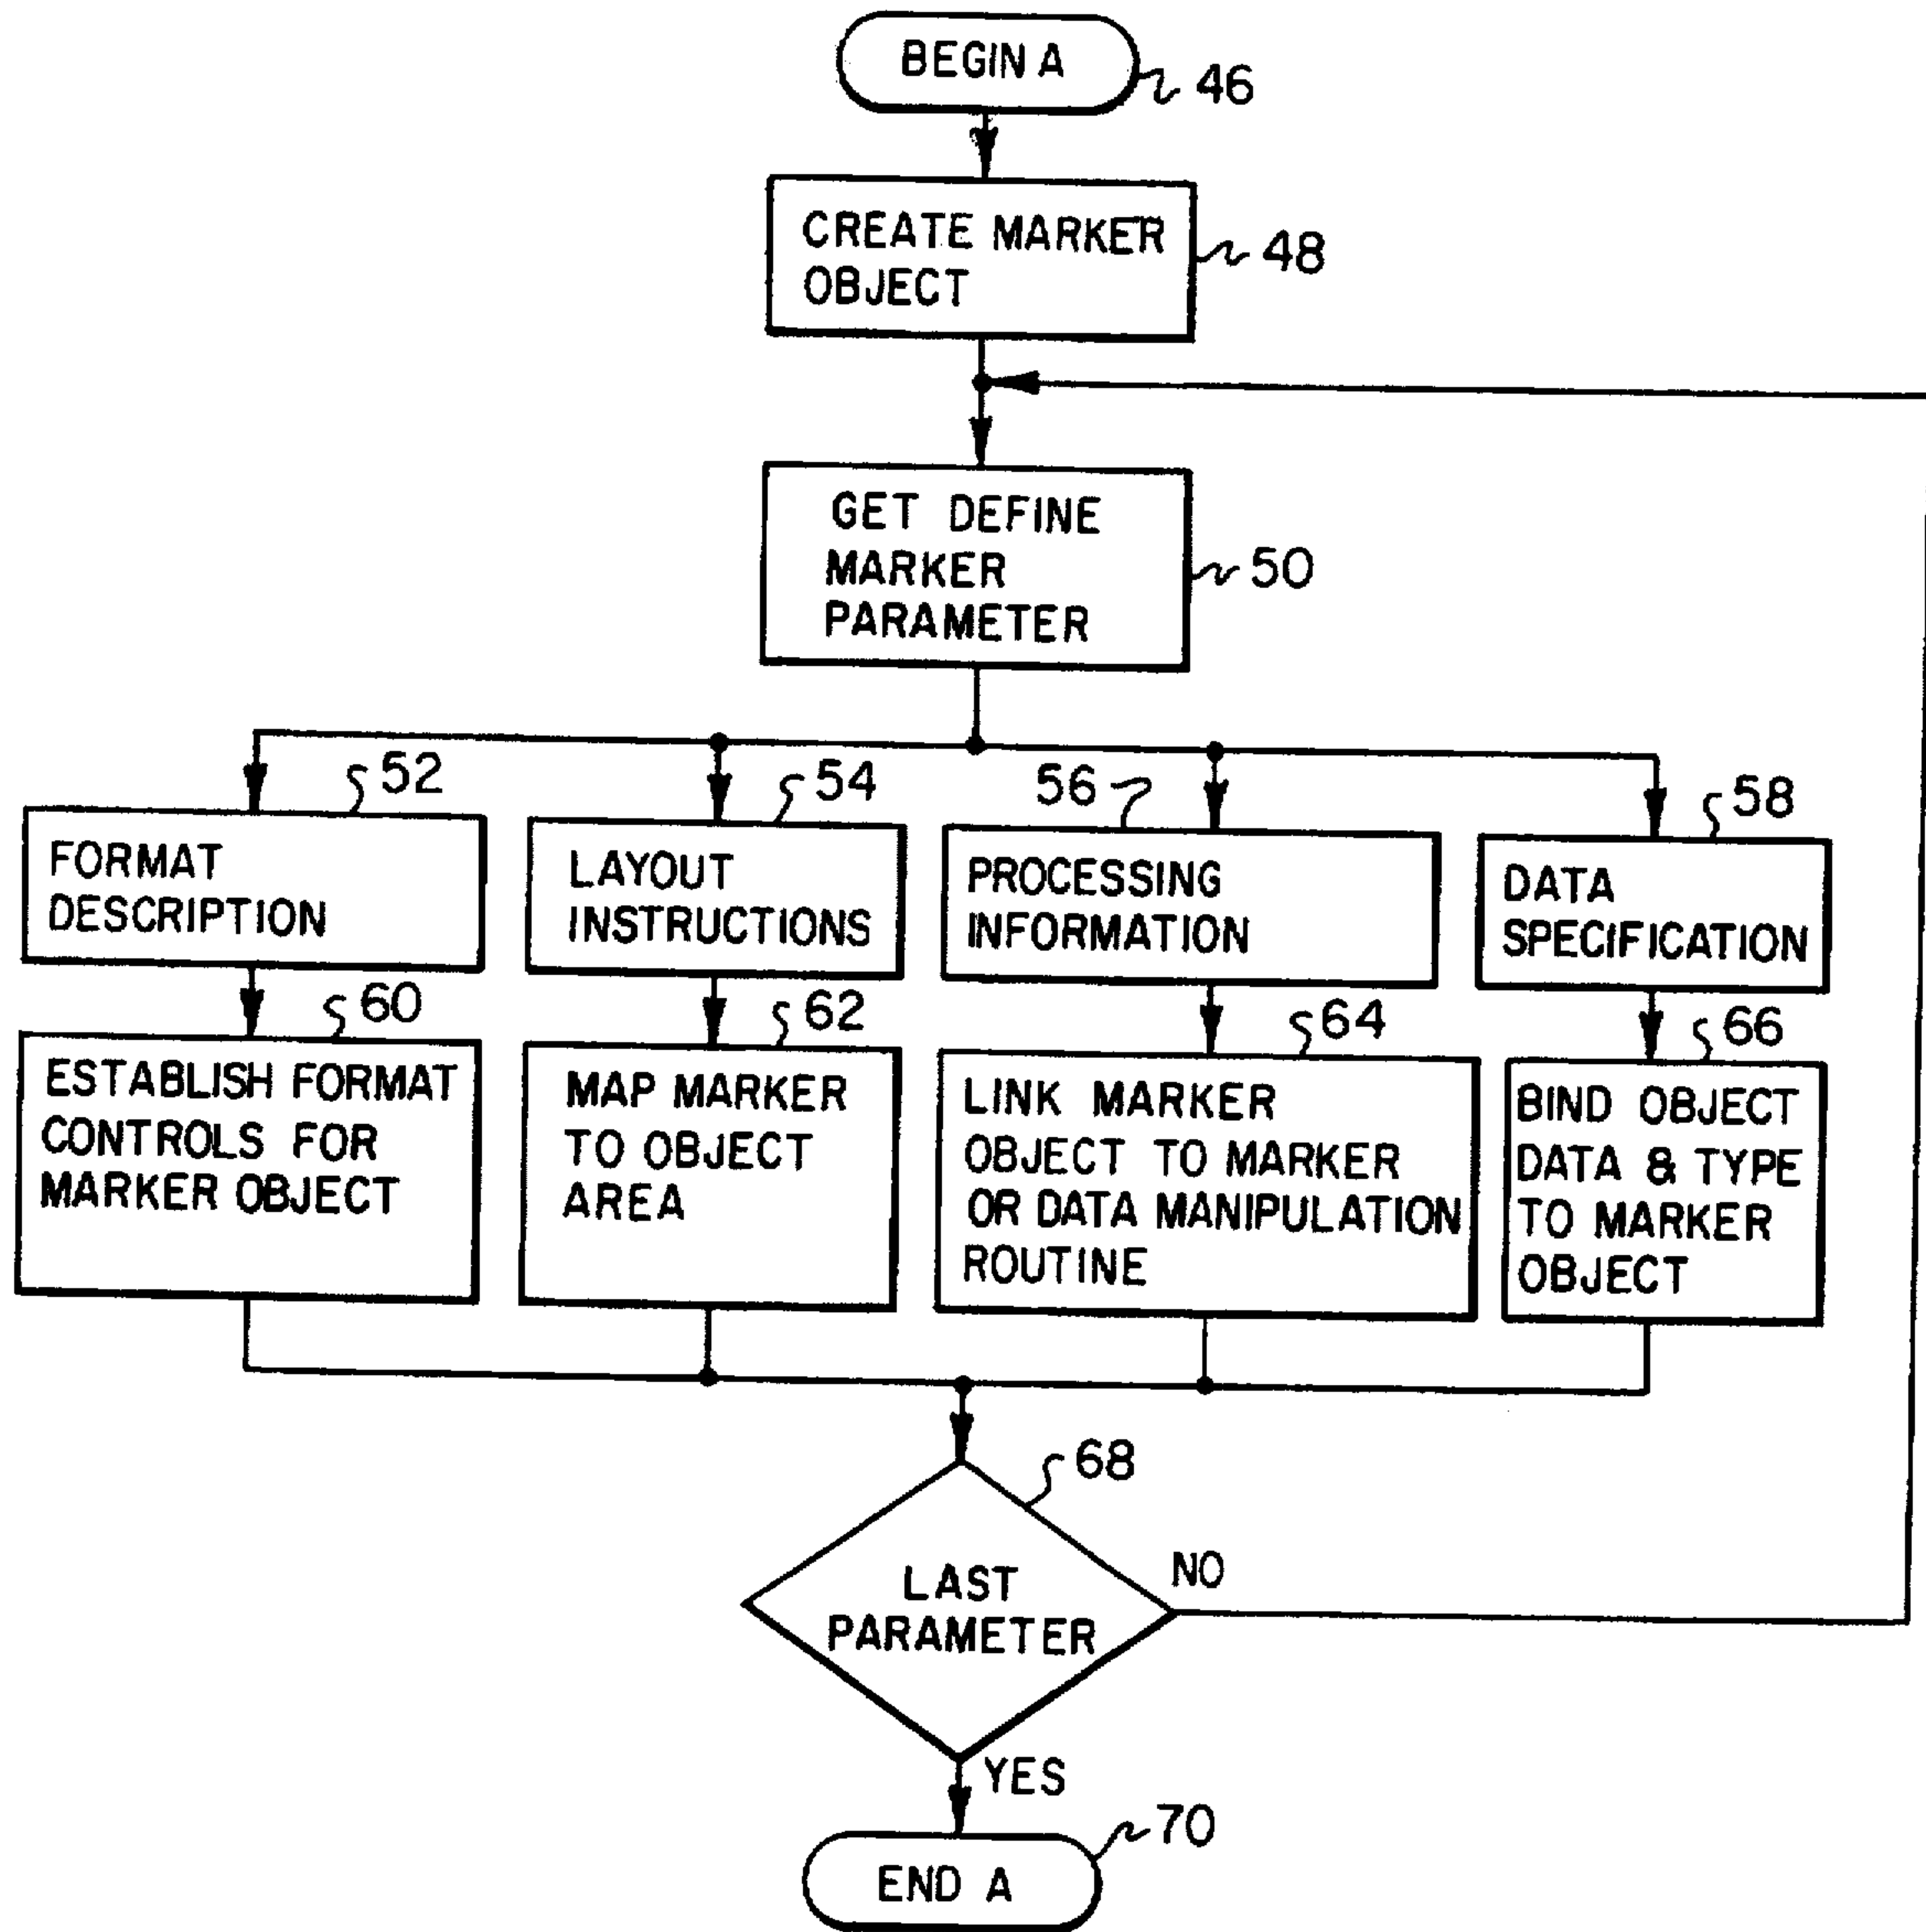 BEGIN A
46
CREATE MARKER
OBJECT
48
GET DEFINE
MARKER
PARAMETER
50
52
54
56
58
FORMAT
DESCRIPTION
LAYOUT
INSTRUCTIONS
PROCESSING
INFORMATION
DATA
SPECIFICATION
60
62
64
66
ESTABLISH FORMAT
CONTROLS FOR
MARKER OBJECT
MAP MARKER
TO OBJECT
AREA
LINK MARKER
OBJECT TO MARKER
OR DATA MANIPULATION
ROUTINE
BIND OBJECT
DATA & TYPE
TO MARKER
OBJECT
68
LAST
PARAMETER
NO
YES
70
END A